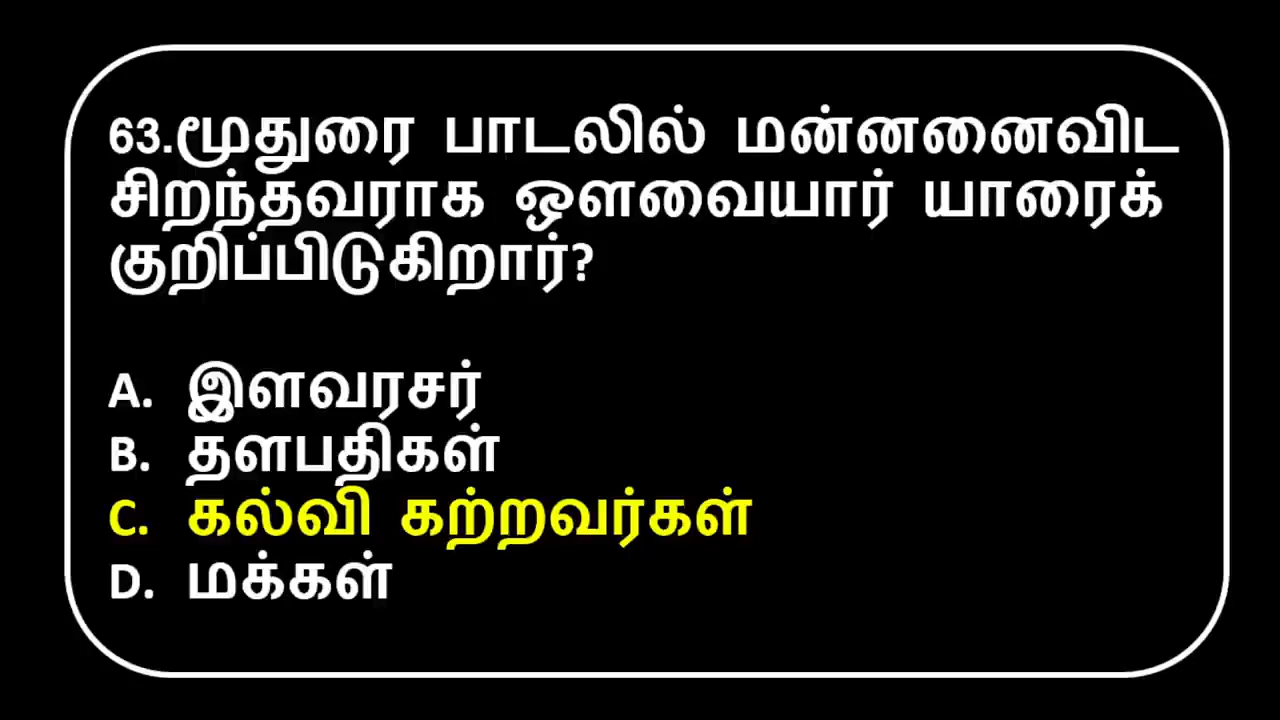 63.மூதுரை பாடலில் மன்னனைவிட
சிறந்தவராக ஔவையார் யாரைக்
குறிப்பிடுகிறார்?
A. இளவரசர்
B. தளபதிகள்
C. கல்வி கற்றவர்கள்
D. மக்கள்